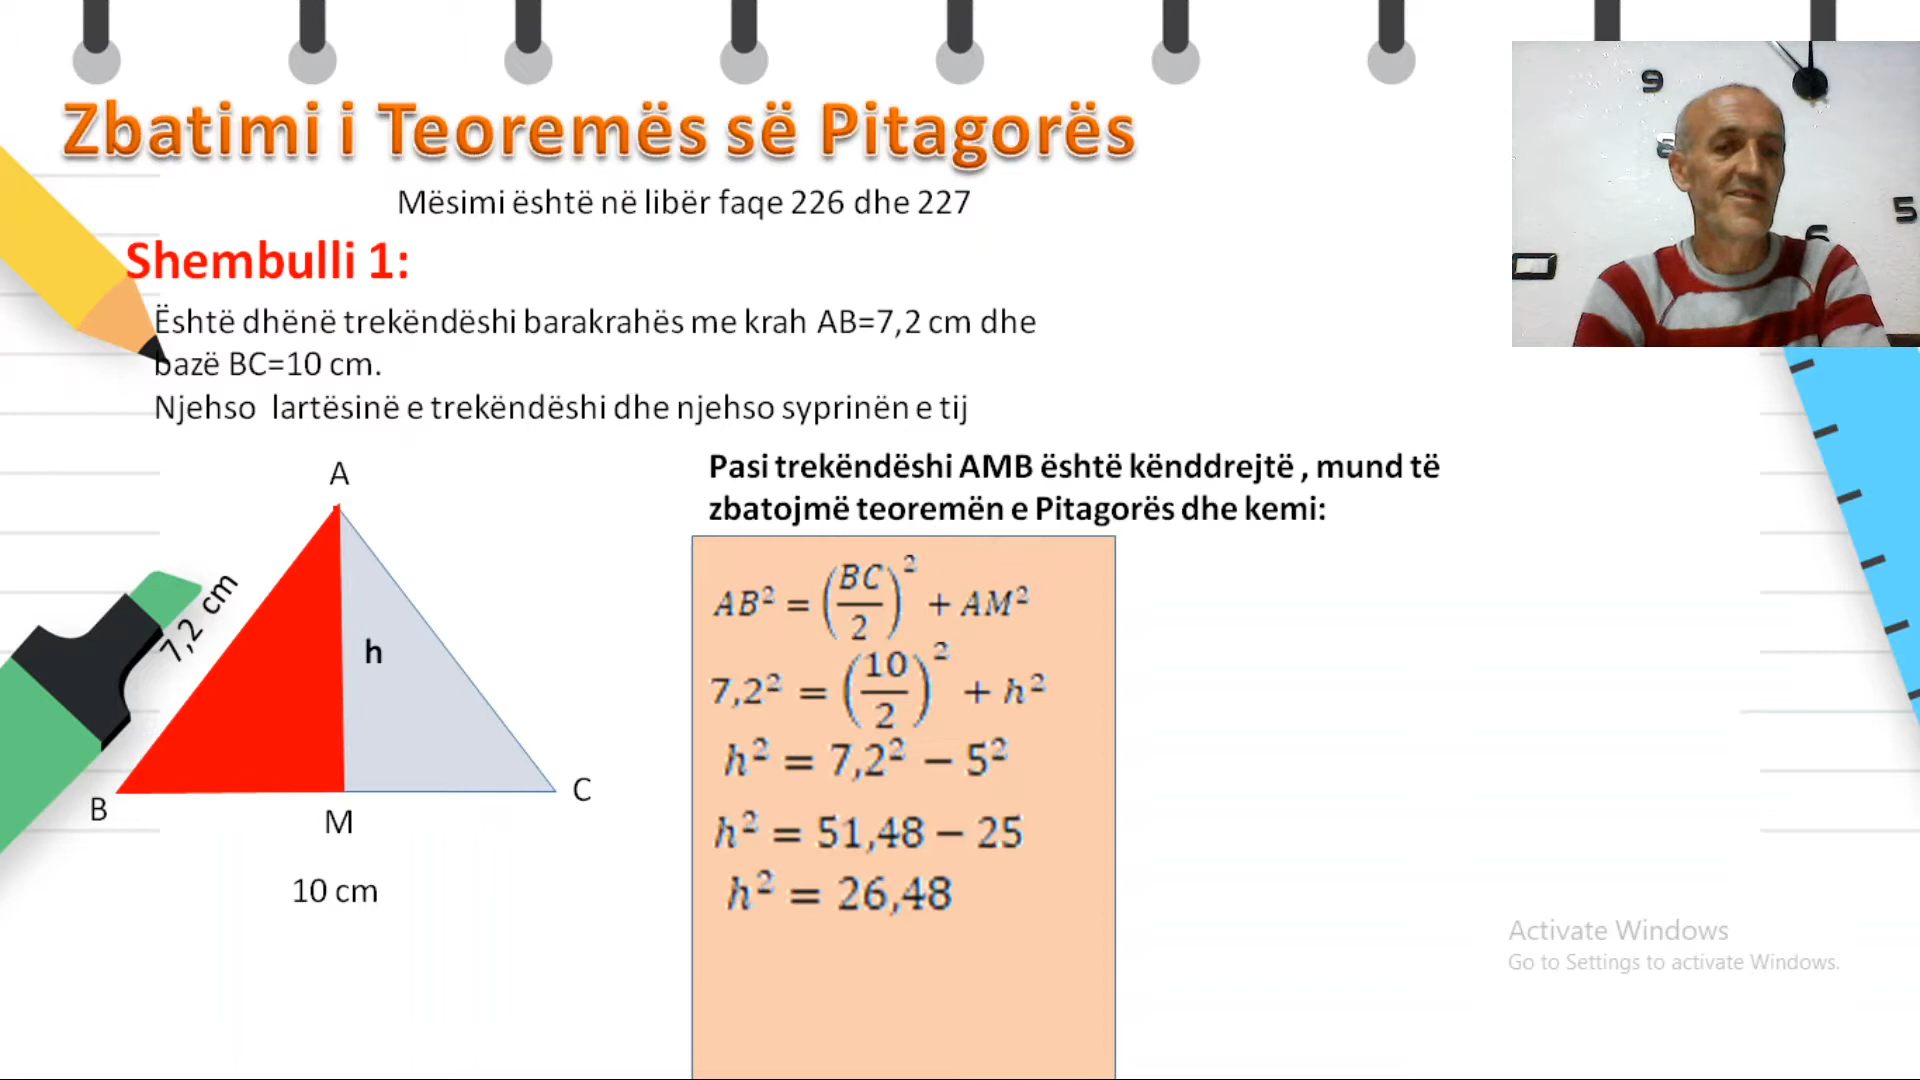 Zbatimi i Teoremës së Pitagorës
Mësimi është në libër faqe 226 dhe 227
Shembulli 1:
Është dhënë trekëndëshi barakrahës me krah AB=7,2 cm dhe
bazë BC=10 cm.
Njehso lartësinë e trekëndëshi dhe njehso syprinën e tij
Pasi trekëndëshi AMB është kënddrejtë , mund të
zbatojmë teoremën e Pitagorës dhe kemi:
A
7,2 cm
h
B
M
C
10 cm
AB² = (BC/2)² + AM²
7,2² = (10/2)² + h²
h² = 7,2² − 5²
h² = 51,48 − 25
h² = 26,48
9
6
5
Activate Windows
Go to Settings to activate Windows.